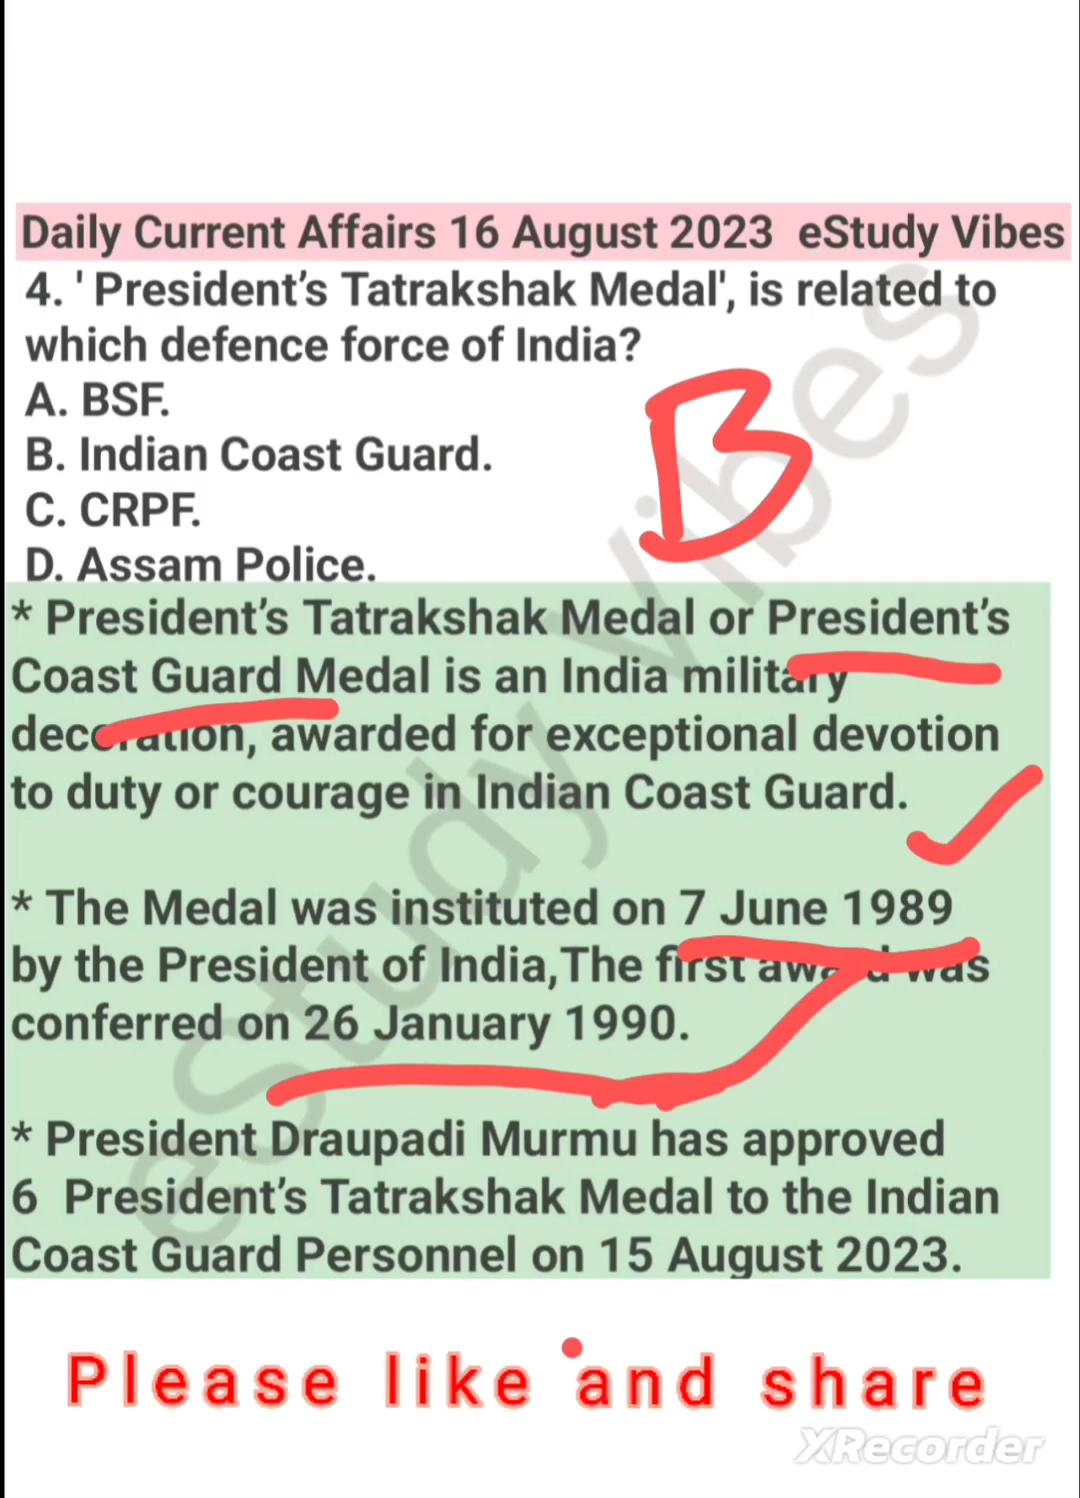 Daily Current Affairs 16 August 2023 eStudy Vibes
4. ' President's Tatrakshak Medal', is related to
which defence force of India?
A. BSF.
B. Indian Coast Guard.
C. CRPF.
D. Assam Police.
B
* President's Tatrakshak Medal or President's
Coast Guard Medal is an India military
decoration, awarded for exceptional devotion
to duty or courage in Indian Coast Guard.
* The Medal was instituted on 7 June 1989
by the President of India,The first award was
conferred on 26 January 1990.
* President Draupadi Murmu has approved
6 President's Tatrakshak Medal to the Indian
Coast Guard Personnel on 15 August 2023.
eStudy Vibes
Please like and share
XRecorder